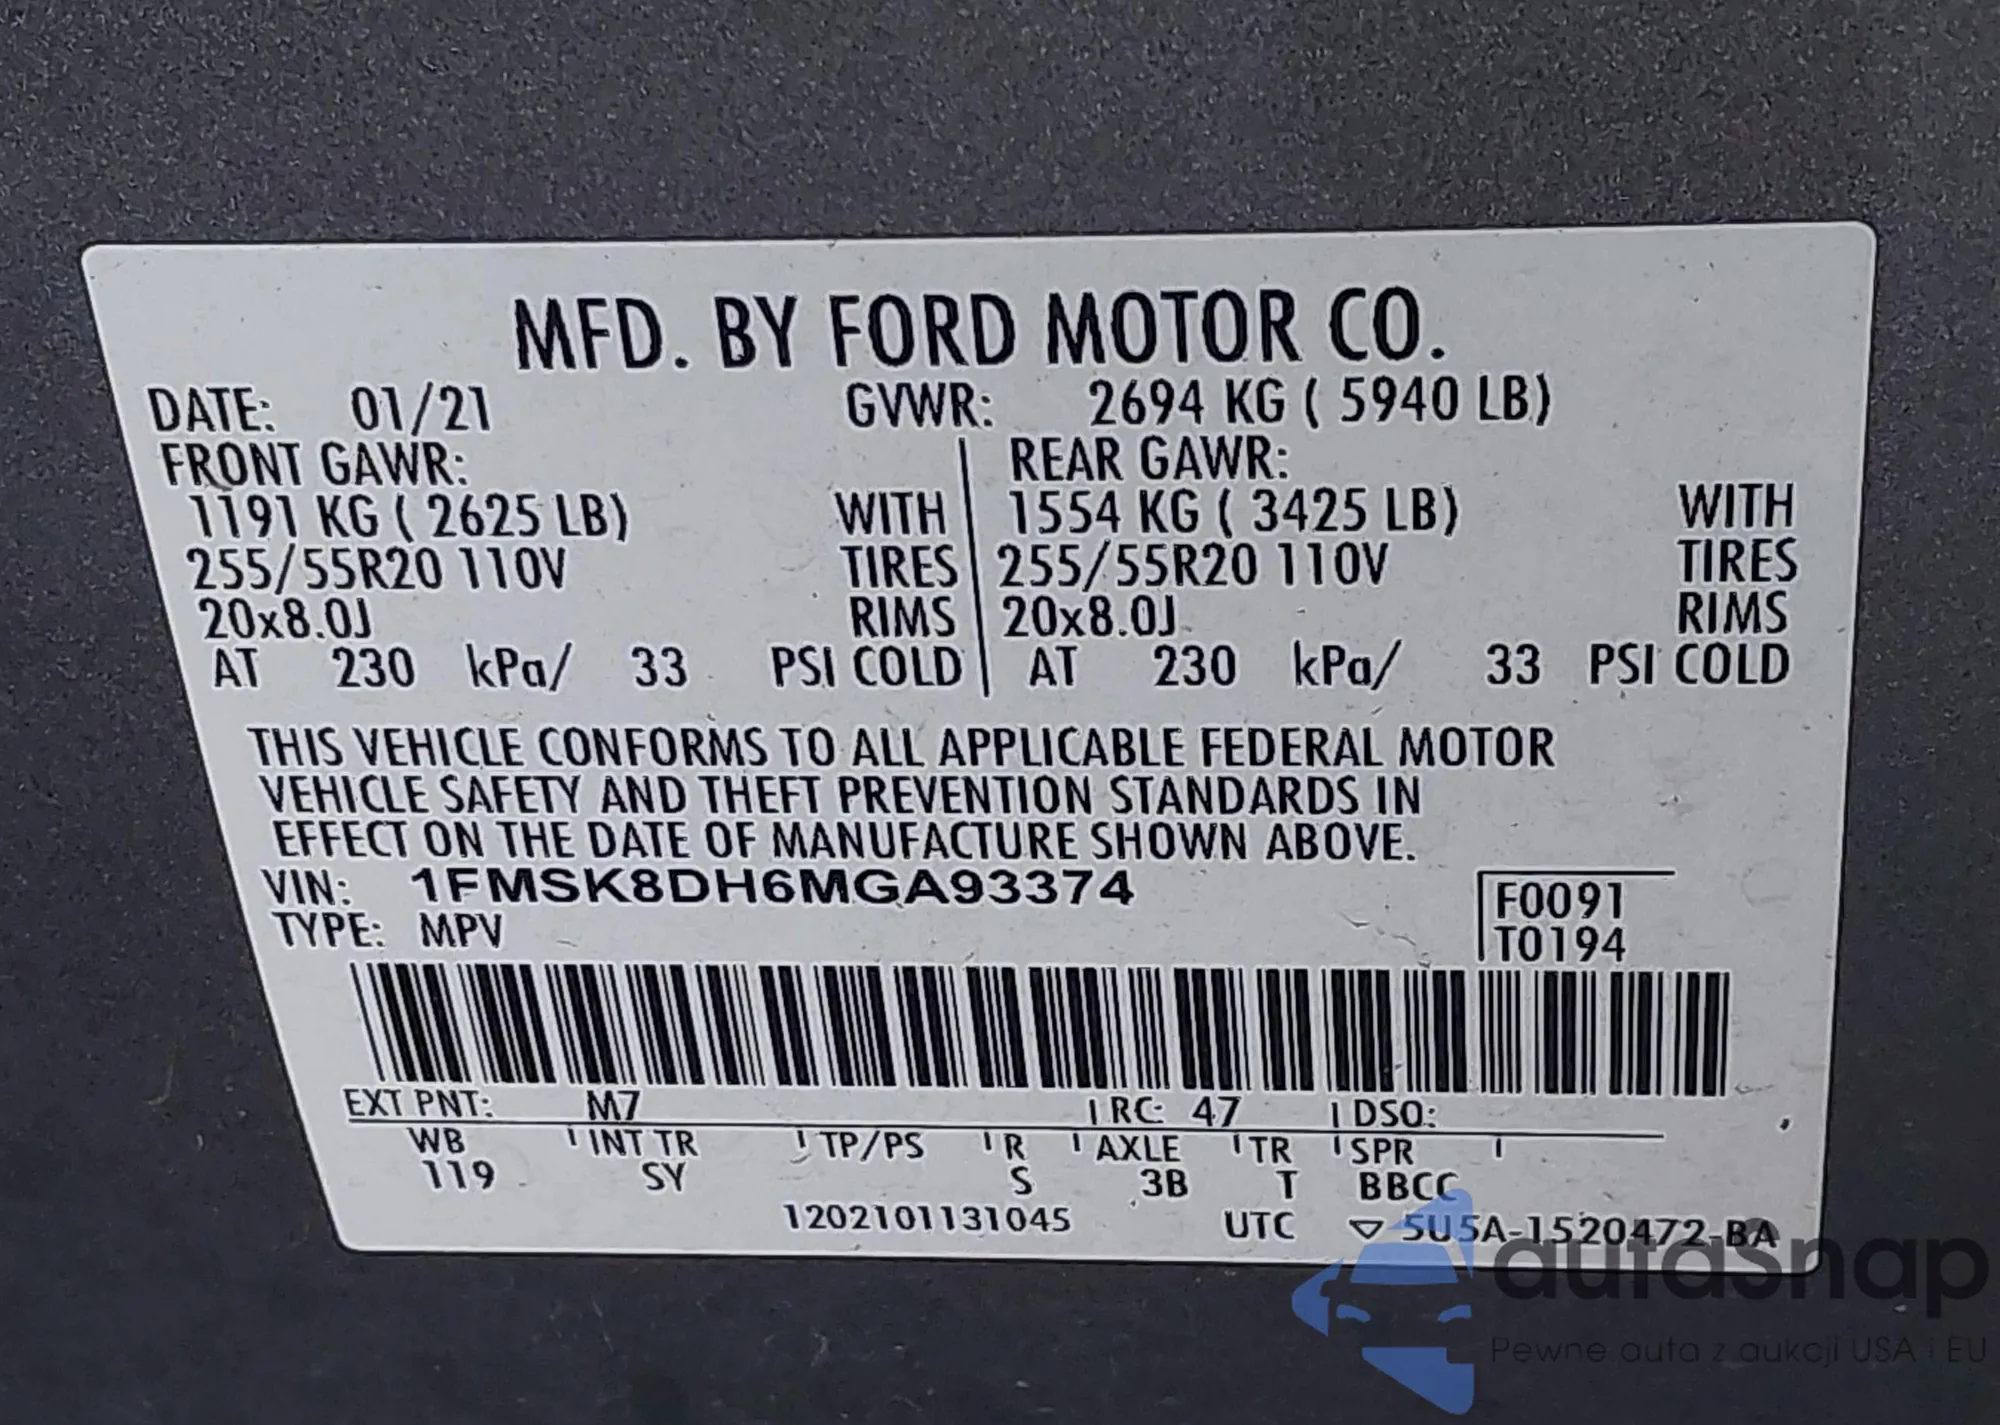 MFD. BY FORD MOTOR CO.
DATE: 01/21 GVWR: 2694 KG ( 5940 LB)
FRONT GAWR: REAR GAWR:
1191 KG ( 2625 LB) WITH 1554 KG ( 3425 LB) WITH
255/55R20 110V TIRES 255/55R20 110V TIRES
20x8.0J RIMS 20x8.0J RIMS
AT 230 kPa/ 33 PSI COLD AT 230 kPa/ 33 PSI COLD
THIS VEHICLE CONFORMS TO ALL APPLICABLE FEDERAL MOTOR
VEHICLE SAFETY AND THEFT PREVENTION STANDARDS IN
EFFECT ON THE DATE OF MANUFACTURE SHOWN ABOVE.
VIN: 1FMSK8DH6MGA93374
TYPE: MPV
F0091
T0194
EXT PNT: M7 RC: 47 DSO:
WB INT TR TP/PS R AXLE TR SPR
119 SY S 3B T BBCC
1202101131045 UTC ▽ 5U5A-1520472-BA
autaSnap
Pewne auta z aukcji USA i EU